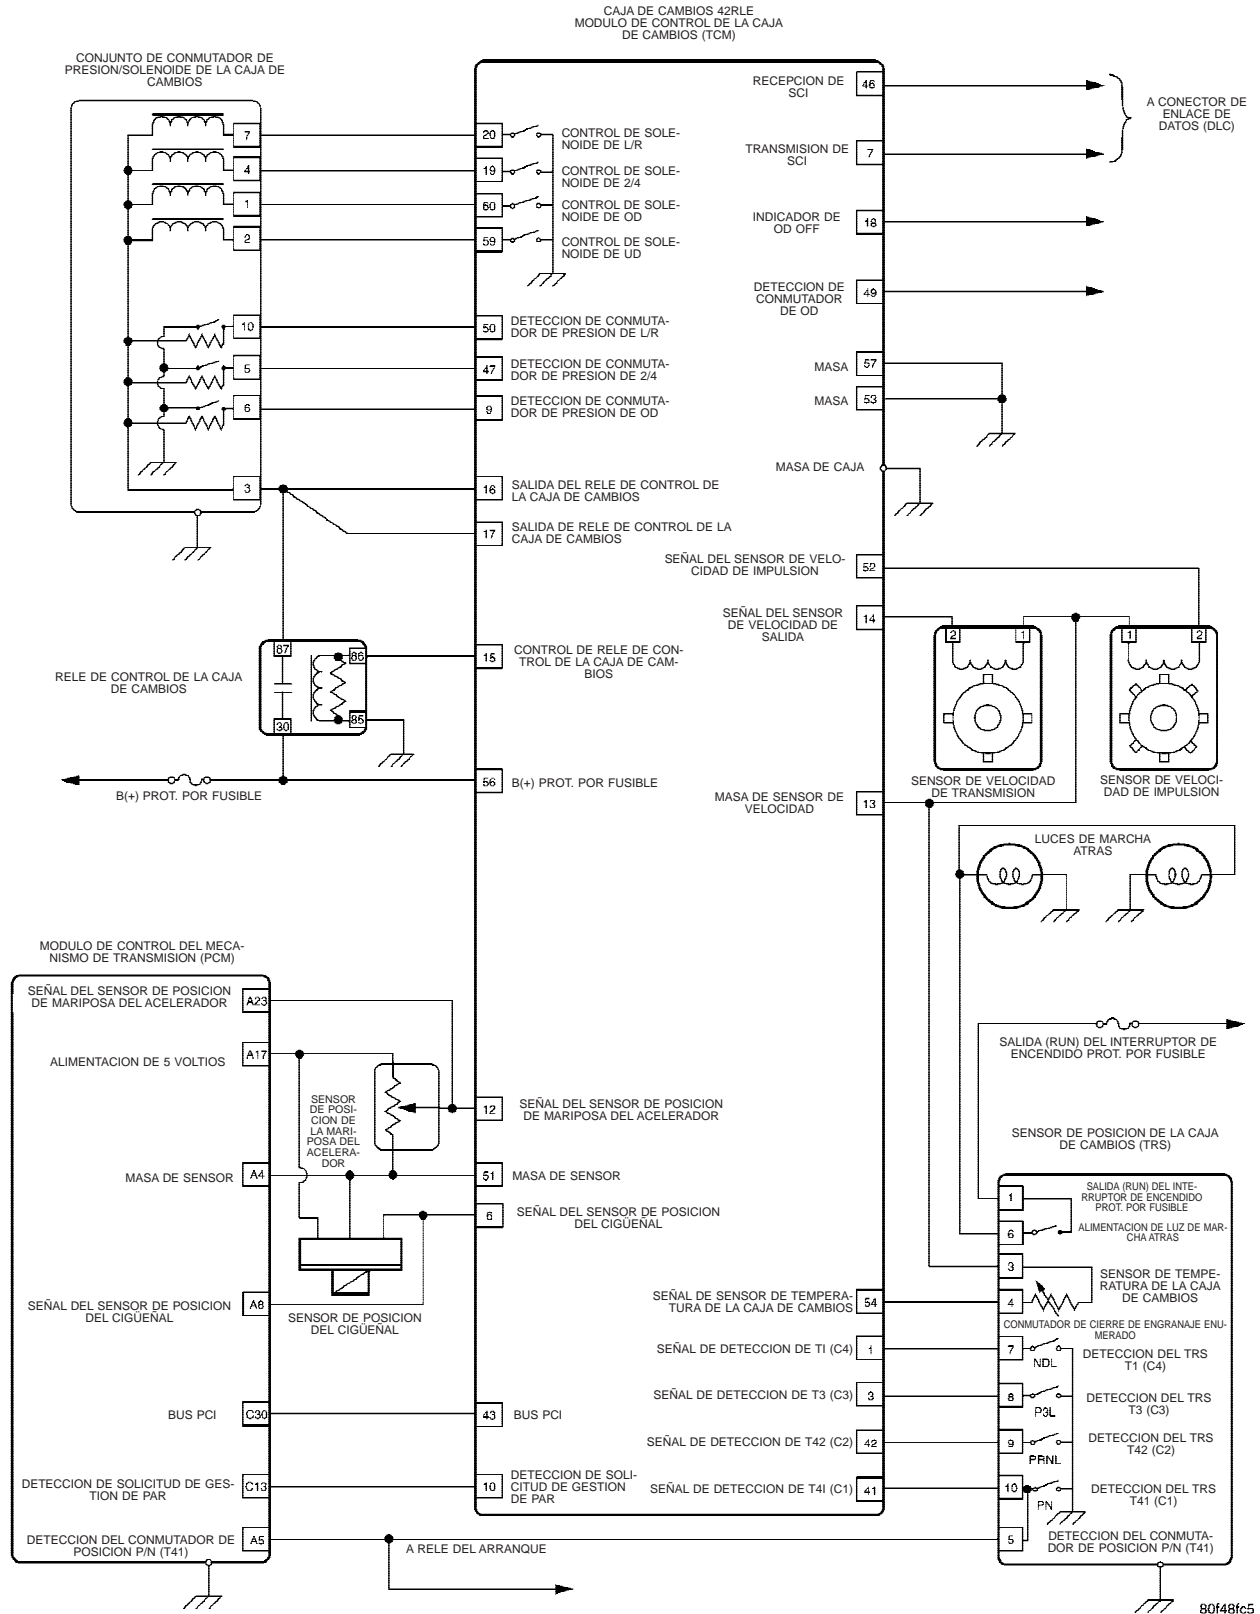 CAJA DE CAMBIOS 42RLE
MODULO DE CONTROL DE LA CAJA
DE CAMBIOS (TCM)
CONJUNTO DE CONMUTADOR DE
PRESION/SOLENOIDE DE LA CAJA DE
CAMBIOS
7
4
1
2
10
5
6
3
20
CONTROL DE SOLE-
NOIDE DE L/R
19
CONTROL DE SOLE-
NOIDE DE 2/4
60
CONTROL DE SOLE-
NOIDE DE OD
59
CONTROL DE SOLE-
NOIDE DE UD
50
DETECCION DE CONMUTA-
DOR DE PRESION DE L/R
47
DETECCION DE CONMUTA-
DOR DE PRESION DE 2/4
9
DETECCION DE CONMUTA-
DOR DE PRESION DE OD
16
SALIDA DEL RELE DE CONTROL DE
LA CAJA DE CAMBIOS
17
SALIDA DE RELE DE CONTROL DE LA
CAJA DE CAMBIOS
RECEPCION DE
SCI
46
TRANSMISION DE
SCI
7
A CONECTOR DE
ENLACE DE
DATOS (DLC)
INDICADOR DE
OD OFF
18
DETECCION DE
CONMUTADOR
DE OD
49
MASA
57
MASA
53
MASA DE CAJA
SEÑAL DEL SENSOR DE VELO-
CIDAD DE IMPULSION
52
SEÑAL DEL SENSOR
DE VELOCIDAD DE
SALIDA
14
2
1
1
2
SENSOR DE VELOCIDAD
DE TRANSMISION
SENSOR DE VELOCI-
DAD DE IMPULSION
MASA DE SENSOR DE
VELOCIDAD
13
RELE DE CONTROL DE LA CAJA
DE CAMBIOS
87
86
30
85
15
CONTROL DE RELE DE CON-
TROL DE LA CAJA DE CAM-
BIOS
B(+) PROT. POR FUSIBLE
56
B(+) PROT. POR FUSIBLE
LUCES DE MARCHA
ATRAS
SALIDA (RUN) DEL INTERRUPTOR DE
ENCENDIDO PROT. POR FUSIBLE
MODULO DE CONTROL DEL MECA-
NISMO DE TRANSMISION (PCM)
SEÑAL DEL SENSOR DE POSICION
DE MARIPOSA DEL ACELERADOR
A23
ALIMENTACION DE 5 VOLTIOS
A17
SENSOR
DE POSI-
CION DE
LA MARI-
POSA DEL
ACELERA-
DOR
12
SEÑAL DEL SENSOR DE POSICION
DE MARIPOSA DEL ACELERADOR
MASA DE SENSOR
A4
51
MASA DE SENSOR
6
SEÑAL DEL SENSOR DE POSICION
DEL CIGÜEÑAL
SEÑAL DEL SENSOR DE POSICION
DEL CIGÜEÑAL
A8
SENSOR DE POSICION
DEL CIGÜEÑAL
BUS PCI
C30
43
BUS PCI
DETECCION DE SOLICITUD DE GES-
TION DE PAR
C13
10
DETECCION DE SOLI-
CITUD DE GESTION
DE PAR
DETECCION DEL CONMUTADOR DE
POSICION P/N (T41)
A5
A RELE DEL ARRANQUE
SEÑAL DE SENSOR DE TEMPERA-
TURA DE LA CAJA DE CAMBIOS
54
SEÑAL DE DETECCION DE TI (C4)
1
SEÑAL DE DETECCION DE T3 (C3)
3
SEÑAL DE DETECCION DE T42 (C2)
42
SEÑAL DE DETECCION DE T4I (C1)
41
SENSOR DE POSICION DE LA CAJA
DE CAMBIOS (TRS)
1
SALIDA (RUN) DEL INTE-
RRUPTOR DE ENCENDIDO
PROT. POR FUSIBLE
6
ALIMENTACION DE LUZ DE MAR-
CHA ATRAS
3
4
SENSOR DE TEMPE-
RATURA DE LA CAJA
DE CAMBIOS
CONMUTADOR DE CIERRE DE ENGRANAJE ENU-
MERADO
7
NDL
DETECCION DEL TRS
T1 (C4)
8
P3L
DETECCION DEL TRS
T3 (C3)
9
PRNL
DETECCION DEL TRS
T42 (C2)
10
PN
DETECCION DEL TRS
T41 (C1)
5
DETECCION DEL CONMUTA-
DOR DE POSICION P/N (T41)
80f48fc5